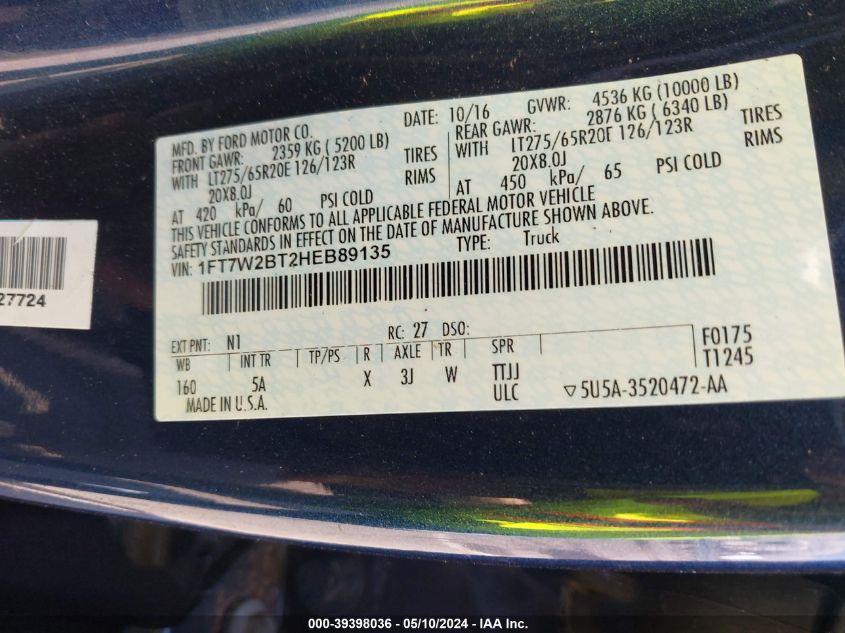 MFD. BY FORD MOTOR CO.
DATE: 10/16 GVWR: 4536 KG (10000 LB)
FRONT GAWR: 2359 KG ( 5200 LB)
REAR GAWR: 2876 KG ( 6340 LB)
WITH LT275/65R20E 126/123R TIRES
WITH LT275/65R20E 126/123R TIRES
20X8.0J RIMS
20X8.0J RIMS
AT 420 kPa/ 60 PSI COLD
AT 450 kPa/ 65 PSI COLD
THIS VEHICLE CONFORMS TO ALL APPLICABLE FEDERAL MOTOR VEHICLE
SAFETY STANDARDS IN EFFECT ON THE DATE OF MANUFACTURE SHOWN ABOVE.
VIN: 1FT7W2BT2HEB89135 TYPE: Truck
27724
EXT PNT: N1 RC: 27 DSO:
WB INT TR TP/PS R AXLE TR SPR F0175
160 5A X 3J W TTJJ T1245
MADE IN U.S.A. ULC ▽5U5A-3520472-AA
000-39398036 - 05/10/2024 - IAA Inc.